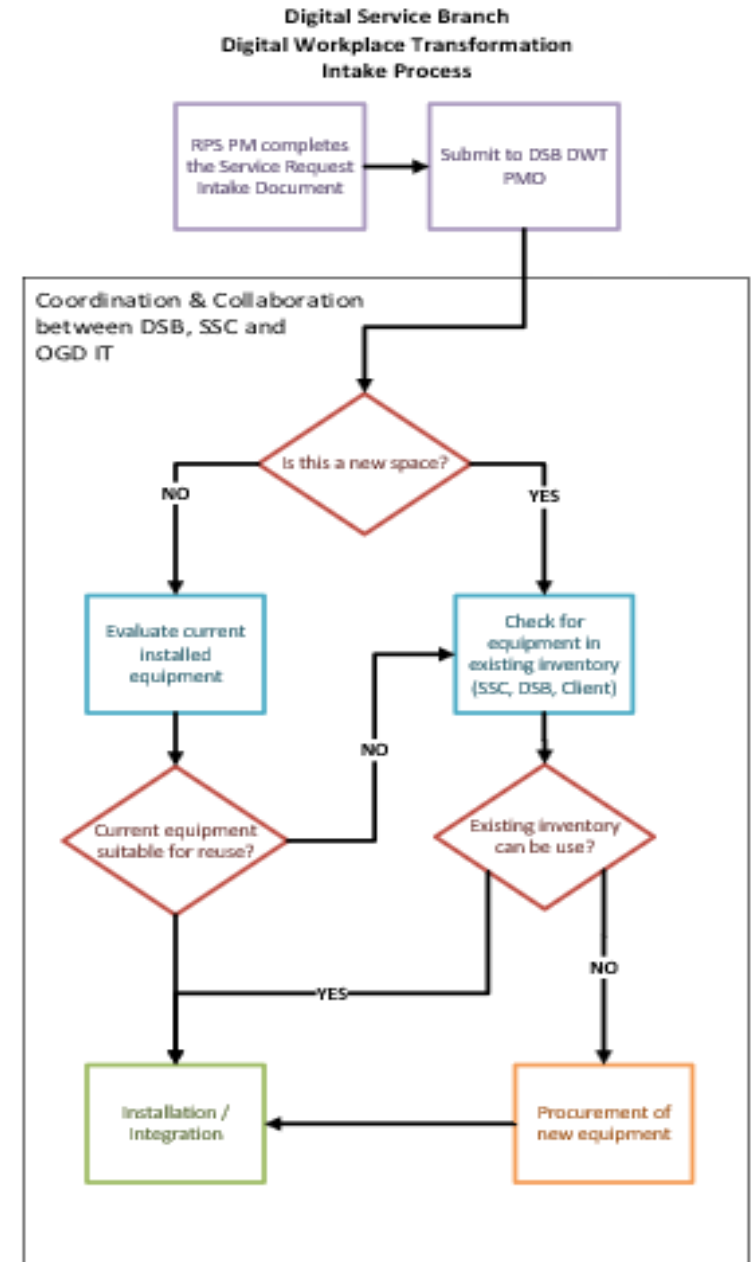 Digital Service Branch
Digital Workplace Transformation
Intake Process
RPS PM completes
the Service Request
Intake Document
Submit to DSB DWT
PMO
Coordination & Collaboration
between DSB, SSC and
OGD IT
Is this a new space?
NO
YES
Evaluate current
installed
equipment
Check for
equipment in
existing inventory
(SSC, DSB, Client)
NO
Current equipment
suitable for reuse?
Existing inventory
can be use?
YES
NO
Installation /
Integration
Procurement of
new equipment